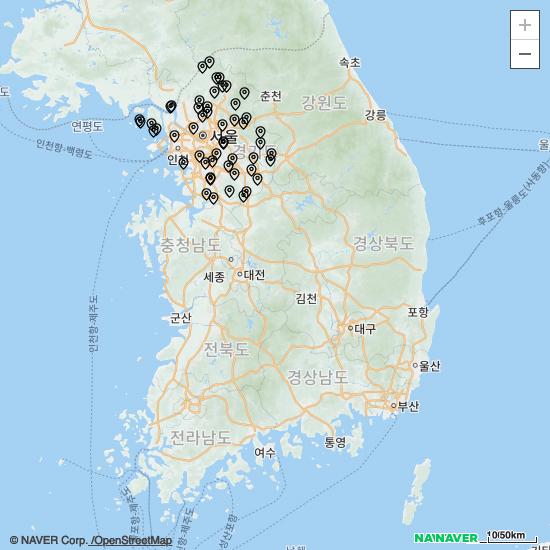 +
−
속초
춘천
강원도
강릉
연평도
서울
인천항-백령도
인천
경기도
울
후포항-울릉도(사동항)
충청남도
경상북도
세종
대전
김천
인천항-제주도
군산
포항
전북도
대구
울산
경상남도
부산
전라남도
여수
통영
© NAVER Corp. /OpenStreetMap
NAVER
10/50km